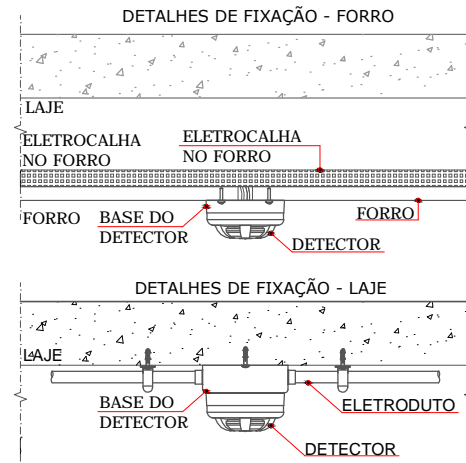 DETALHES DE FIXAÇÃO - FORRO
LAJE
ELETROCALHA
NO FORRO
ELETROCALHA
NO FORRO
FORRO
BASE DO
DETECTOR
FORRO
DETECTOR
DETALHES DE FIXAÇÃO - LAJE
LAJE
BASE DO
DETECTOR
ELETRODUTO
DETECTOR